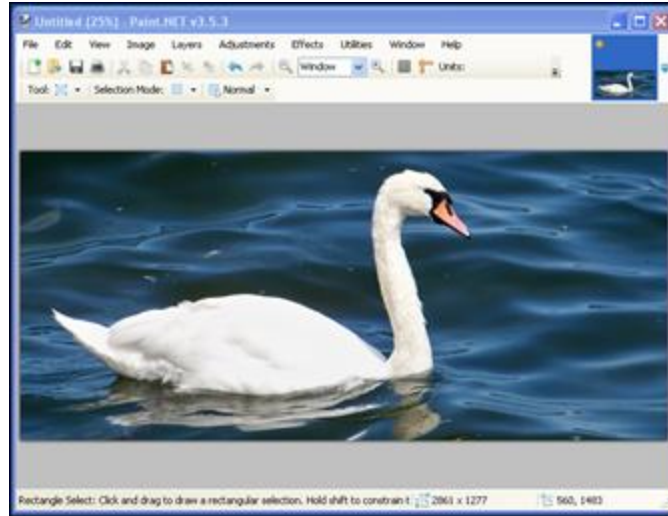 Untitled (25%) - Paint.NET v3.5.3
File Edit View Image Layers Adjustments Effects Utilities Window Help
Window Units:
Tool: Selection Mode: Normal
Rectangle Select: Click and drag to draw a rectangular selection. Hold shift to constrain t 2861 x 1277 560, 1483